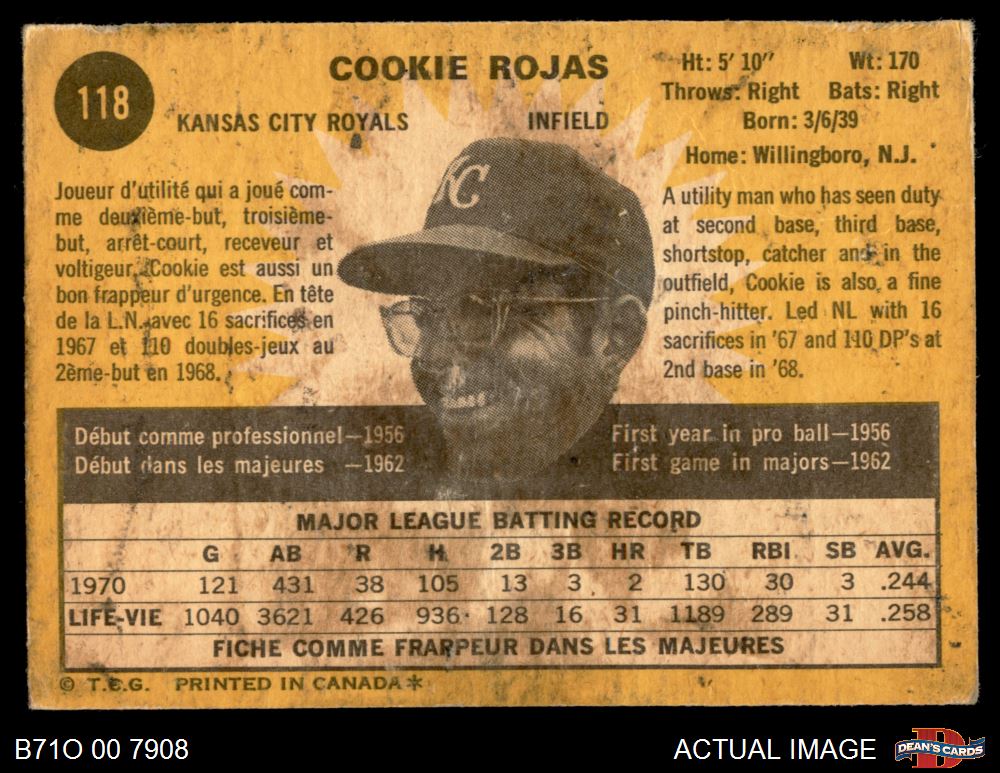 118
COOKIE ROJAS
KANSAS CITY ROYALS INFIELD
Ht: 5' 10" Wt: 170
Throws: Right Bats: Right
Born: 3/6/39
Home: Willingboro, N.J.
KC
Joueur d'utilité qui a joué com-
me deuxième-but, troisième-
but, arrêt-court, receveur et
voltigeur. Cookie est aussi un
bon frappeur d'urgence. En tête
de la L.N. avec 16 sacrifices en
1967 et 110 doubles-jeux au
2ème-but en 1968.
A utility man who has seen duty
at second base, third base,
shortstop, catcher and in the
outfield, Cookie is also a fine
pinch-hitter. Led NL with 16
sacrifices in '67 and 110 DP's at
2nd base in '68.
Début comme professionnel—1956
Début dans les majeures —1962
First year in pro ball—1956
First game in majors—1962
MAJOR LEAGUE BATTING RECORD
G AB R H 2B 3B HR TB RBI SB AVG.
1970 121 431 38 105 13 3 2 130 30 3 .244
LIFE-VIE 1040 3621 426 936 128 16 31 1189 289 31 .258
FICHE COMME FRAPPEUR DANS LES MAJEURES
© T.C.G. PRINTED IN CANADA *
B71O 00 7908
ACTUAL IMAGE
D
DEAN'S CARDS